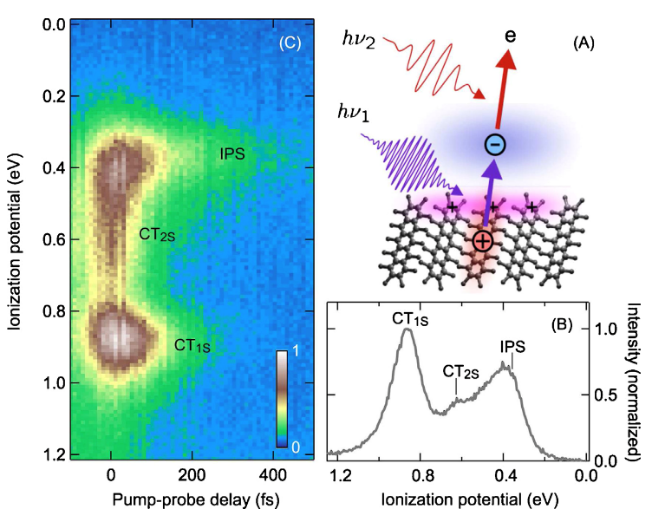 (C)
IPS
CT2S
CT1S
1
0
0.0
0.2
0.4
0.6
0.8
1.0
1.2
Ionization potential (eV)
0
200
400
Pump-probe delay (fs)
(A)
hν2
e
hν1
−
+ + +
+
(B)
CT1S
CT2S
IPS
1.0
0.5
0.0
Intensity (normalized)
1.2
0.8
0.4
0.0
Ionization potential (eV)